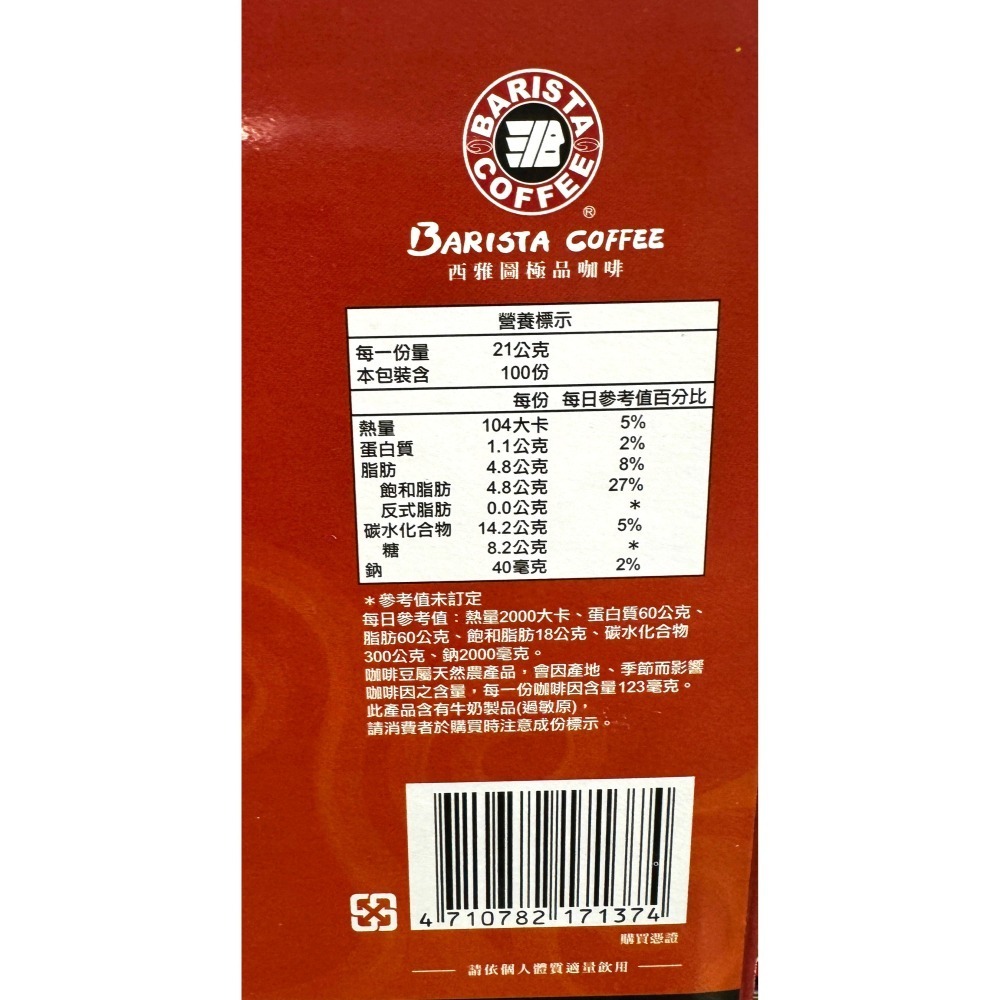 BARISTA
COFFEE
®
BARISTA COFFEE
西雅圖極品咖啡
營養標示
每一份量 21公克
本包裝含 100份
每份 每日參考值百分比
熱量 104大卡 5%
蛋白質 1.1公克 2%
脂肪 4.8公克 8%
飽和脂肪 4.8公克 27%
反式脂肪 0.0公克 *
碳水化合物 14.2公克 5%
糖 8.2公克 *
鈉 40毫克 2%
*參考值未訂定
每日參考值：熱量2000大卡、蛋白質60公克、
脂肪60公克、飽和脂肪18公克、碳水化合物
300公克、鈉2000毫克。
咖啡豆屬天然農產品，會因產地、季節而影響
咖啡因之含量，每一份咖啡因含量123毫克。
此產品含有牛奶製品(過敏原)，
請消費者於購買時注意成份標示。
4 710782 171374
購買憑證
請依個人體質適量飲用